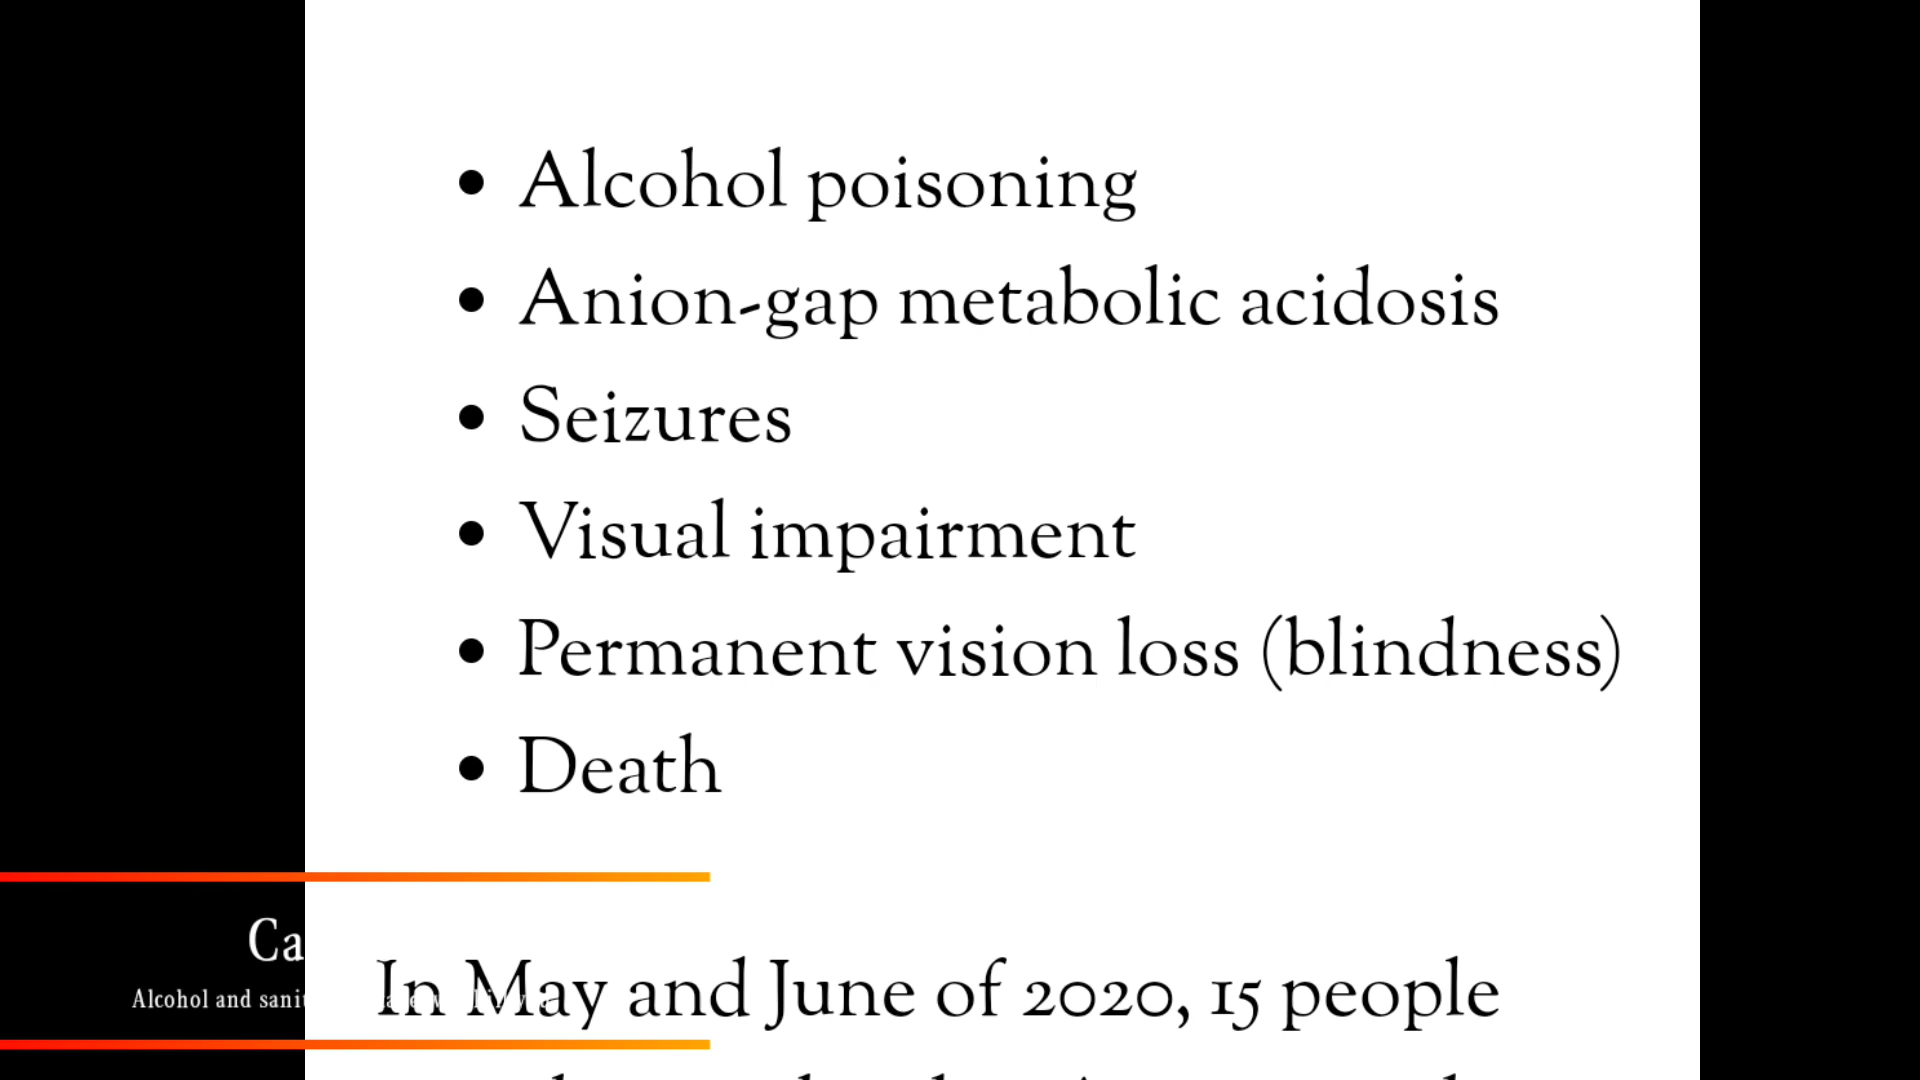 • Alcohol poisoning
• Anion-gap metabolic acidosis
• Seizures
• Visual impairment
• Permanent vision loss (blindness)
• Death
In May and June of 2020, 15 people
Ca
Alcohol and sanit